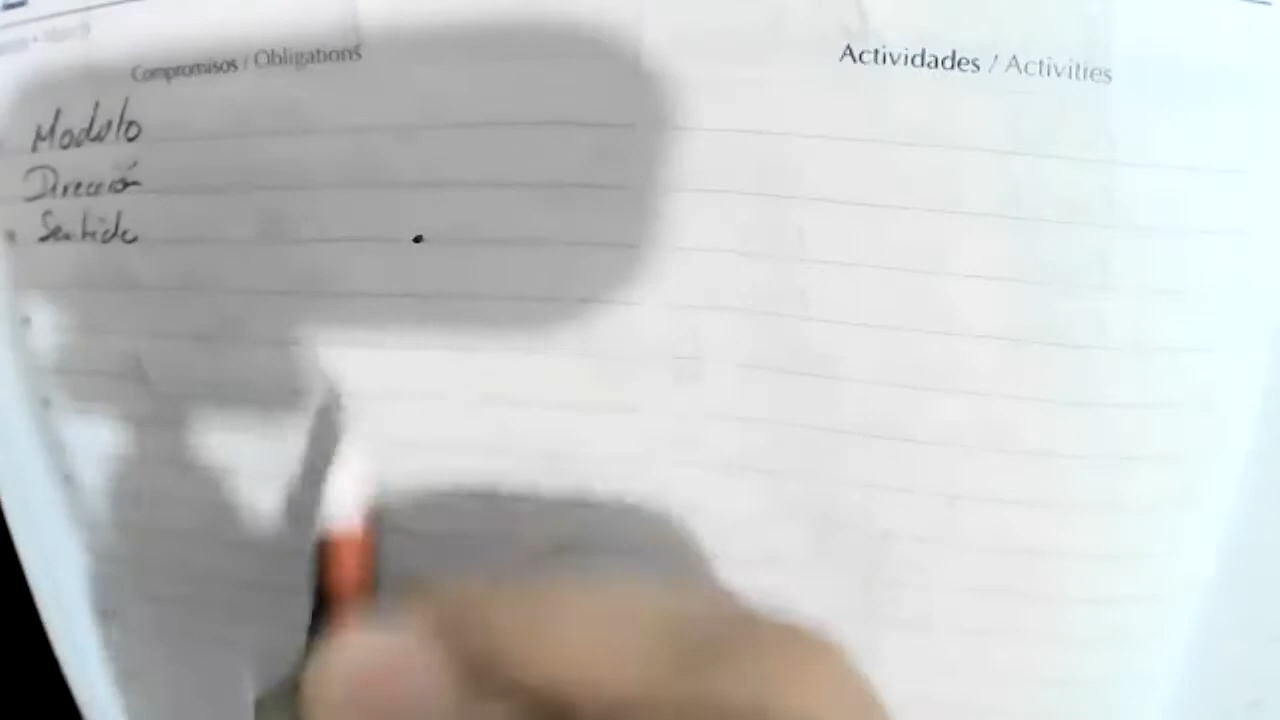 Compromisos / Obligations
Actividades / Activities
Modulo
Dirección
Sentido